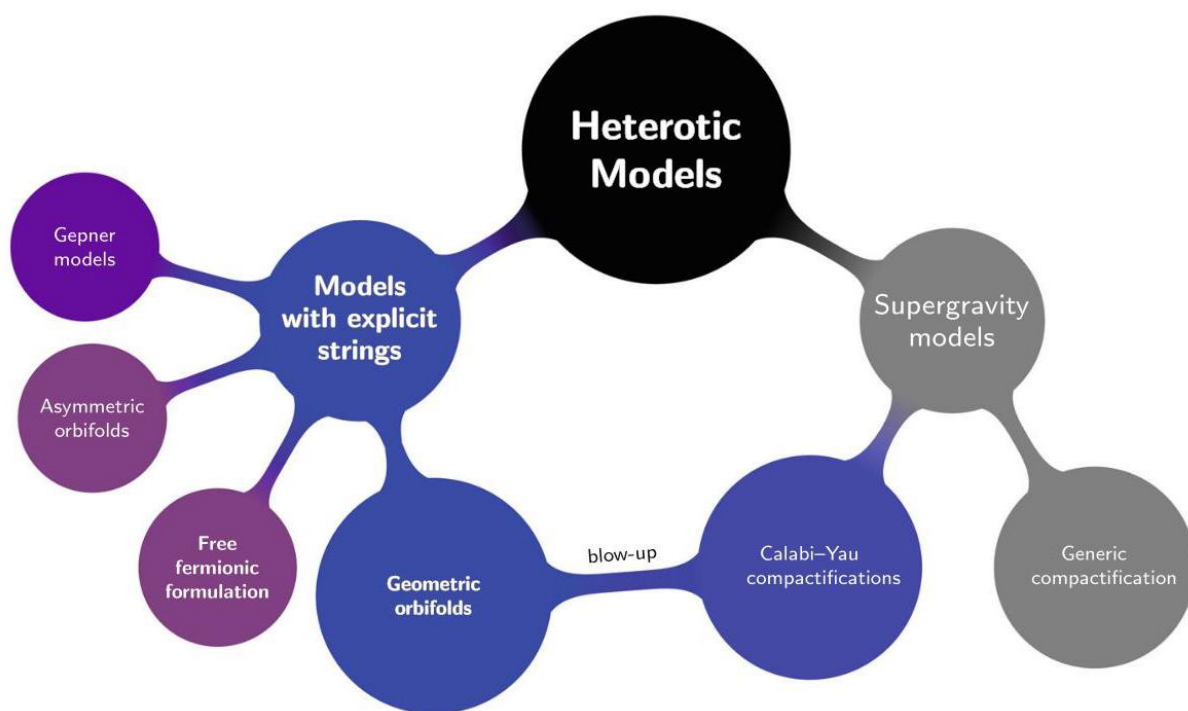 Heterotic
Models
Gepner
models
Models
with explicit
strings
Supergravity
models
Asymmetric
orbifolds
Free
fermionic
formulation
Geometric
orbifolds
blow-up
Calabi–Yau
compactifications
Generic
compactification